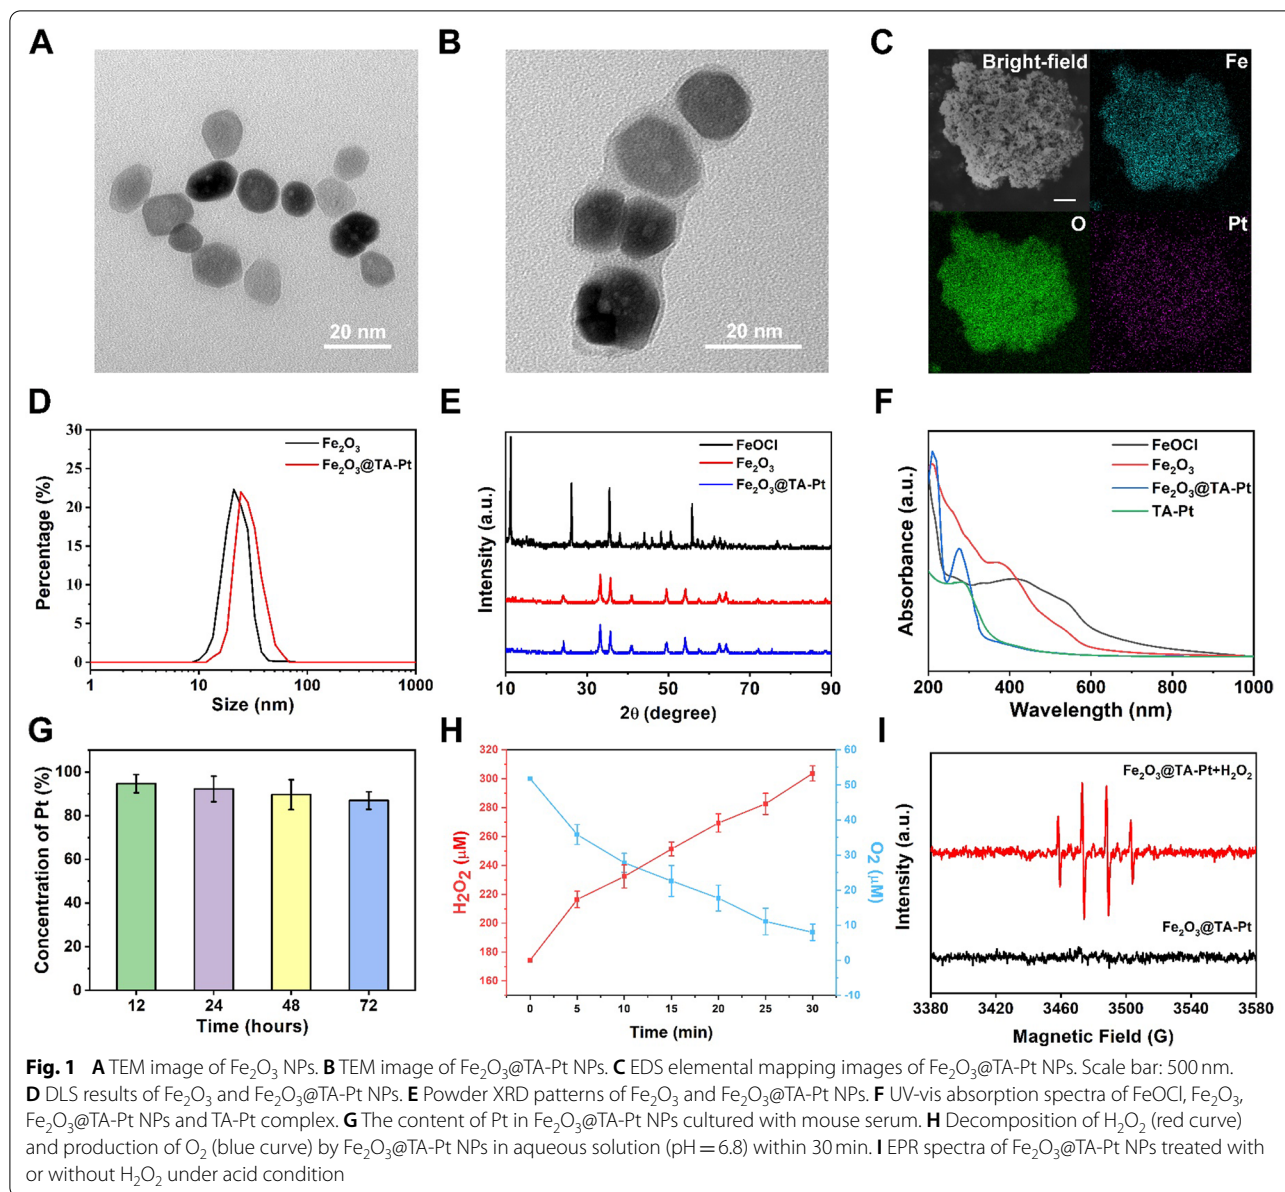 A
B
C
20 nm
20 nm
Bright-field
Fe
O
Pt
D
Percentage (%)
30
25
20
15
10
5
0
Fe₂O₃
Fe₂O₃@TA-Pt
1
10
100
1000
Size (nm)
E
Intensity (a.u.)
FeOCl
Fe₂O₃
Fe₂O₃@TA-Pt
10
30
50
70
90
2θ (degree)
F
Absorbance (a.u.)
FeOCl
Fe₂O₃
Fe₂O₃@TA-Pt
TA-Pt
200
400
600
800
1000
Wavelength (nm)
G
Concentration of Pt (%)
100
80
60
40
20
0
12
24
48
72
Time (hours)
H
H₂O₂ (μM)
320
300
280
260
240
220
200
180
160
60
50
40
30
20
10
0
-10
O₂ (μM)
0
5
10
15
20
25
30
Time (min)
I
Intensity (a.u.)
Fe₂O₃@TA-Pt+H₂O₂
Fe₂O₃@TA-Pt
3380
3420
3460
3500
3540
3580
Magnetic Field (G)
Fig. 1 A TEM image of Fe₂O₃ NPs. B TEM image of Fe₂O₃@TA-Pt NPs. C EDS elemental mapping images of Fe₂O₃@TA-Pt NPs. Scale bar: 500 nm.
D DLS results of Fe₂O₃ and Fe₂O₃@TA-Pt NPs. E Powder XRD patterns of Fe₂O₃ and Fe₂O₃@TA-Pt NPs. F UV-vis absorption spectra of FeOCl, Fe₂O₃,
Fe₂O₃@TA-Pt NPs and TA-Pt complex. G The content of Pt in Fe₂O₃@TA-Pt NPs cultured with mouse serum. H Decomposition of H₂O₂ (red curve)
and production of O₂ (blue curve) by Fe₂O₃@TA-Pt NPs in aqueous solution (pH = 6.8) within 30 min. I EPR spectra of Fe₂O₃@TA-Pt NPs treated with
or without H₂O₂ under acid condition